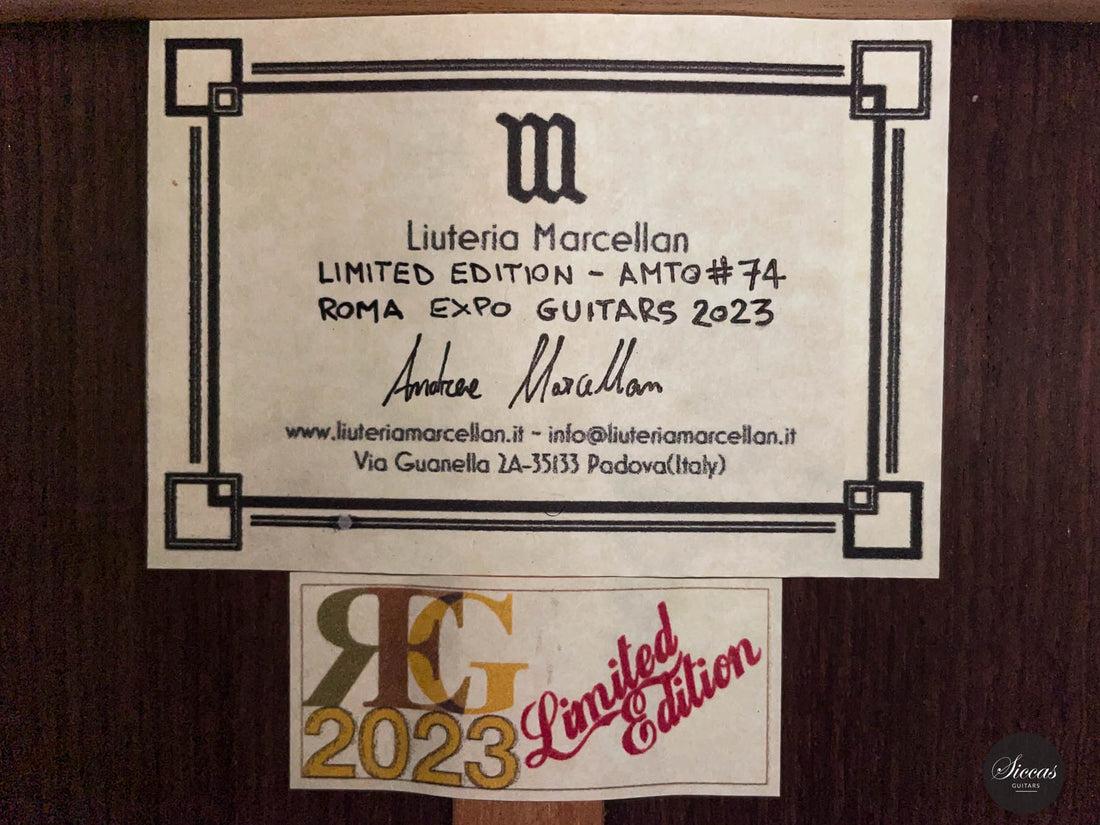 m
Liuteria Marcellan
LIMITED EDITION - AMTO #74
ROMA EXPO GUITARS 2023
Andrea Marcellan
www.liuteriamarcellan.it - info@liuteriamarcellan.it
Via Guanella 2A-35133 Padova(Italy)
REG
2023
Limited
Edition
Siccas
GUITARS